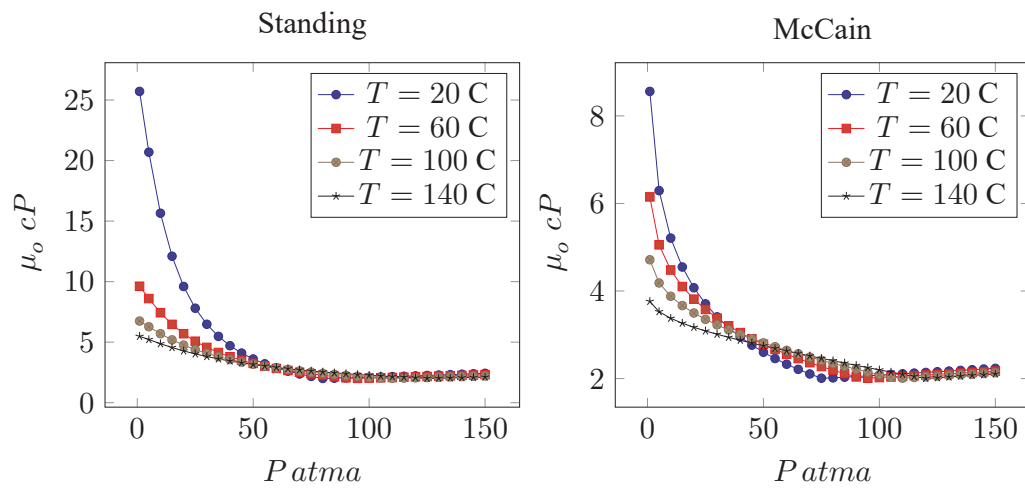 Standing
T = 20 C
T = 60 C
T = 100 C
T = 140 C
25
20
15
10
5
0
μₒ cP
0 50 100 150
P atma
McCain
T = 20 C
T = 60 C
T = 100 C
T = 140 C
8
6
4
2
μₒ cP
0 50 100 150
P atma